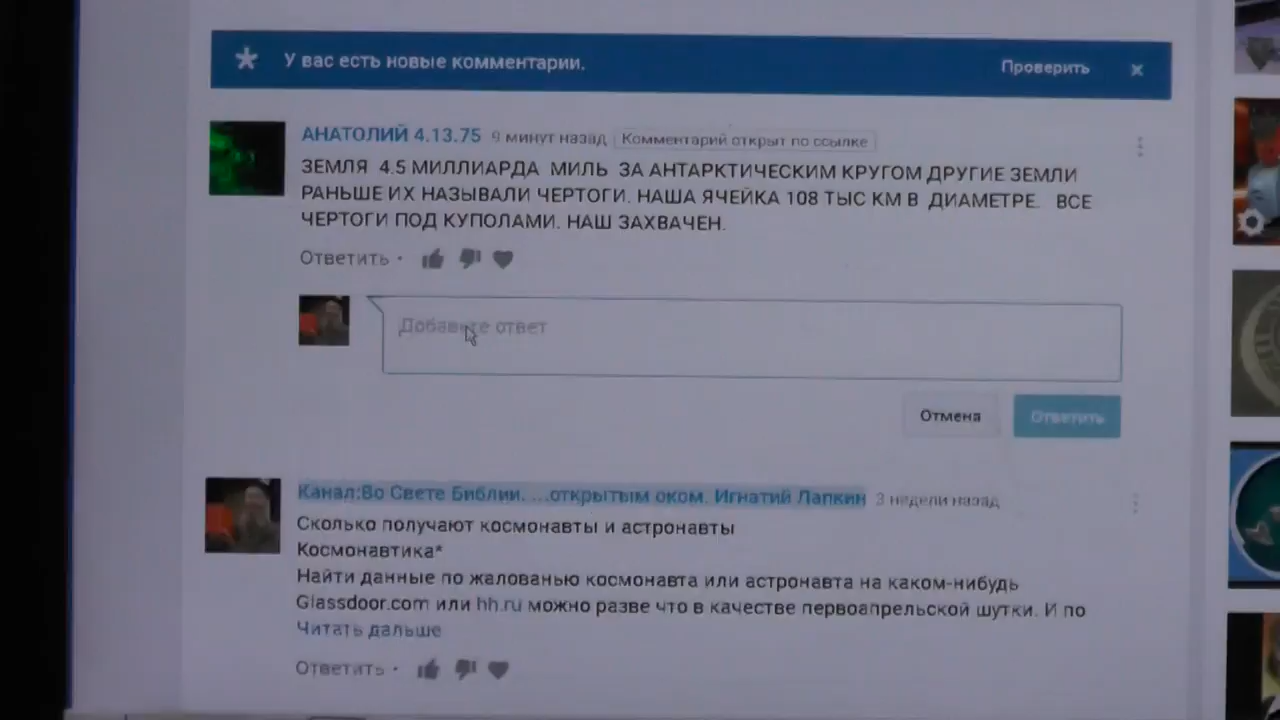 У вас есть новые комментарии. Проверить x
АНАТОЛИЙ 4.13.75 9 минут назад Комментарий открыт по ссылке
ЗЕМЛЯ 4.5 МИЛЛИАРДА МИЛЬ ЗА АНТАРКТИЧЕСКИМ КРУГОМ ДРУГИЕ ЗЕМЛИ
РАНЬШЕ ИХ НАЗЫВАЛИ ЧЕРТОГИ. НАША ЯЧЕЙКА 108 ТЫС КМ В ДИАМЕТРЕ. ВСЕ
ЧЕРТОГИ ПОД КУПОЛАМИ. НАШ ЗАХВАЧЕН.
Ответить •
Добавьте ответ
Отмена Ответить
Канал:Во Свете Библии. ...открытым оком. Игнатий Лапкин 3 недели назад
Сколько получают космонавты и астронавты
Космонавтика*
Найти данные по жалованью космонавта или астронавта на каком-нибудь
Glassdoor.com или hh.ru можно разве что в качестве первоапрельской шутки. И по
Читать дальше
Ответить •